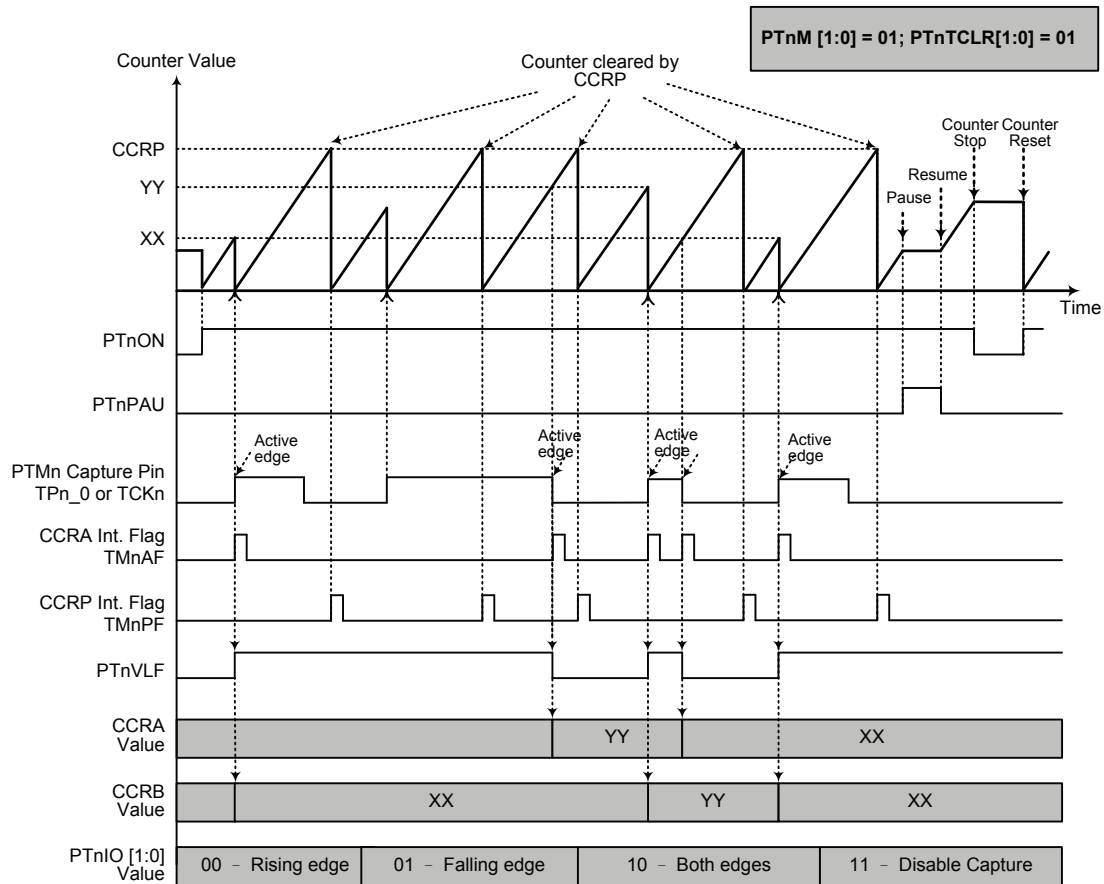 PTnM [1:0] = 01; PTnTCLR[1:0] = 01
Counter Value
Counter cleared by
CCRP
CCRP
YY
XX
Counter
Stop
Counter
Reset
Resume
Pause
Time
PTnON
PTnPAU
Active
edge
Active
edge
Active
edge
Active
edge
PTMn Capture Pin
TPn_0 or TCKn
CCRA Int. Flag
TMnAF
CCRP Int. Flag
TMnPF
PTnVLF
CCRA
Value
YY
XX
CCRB
Value
XX
YY
XX
PTnIO [1:0]
Value
00 – Rising edge
01 – Falling edge
10 – Both edges
11 – Disable Capture